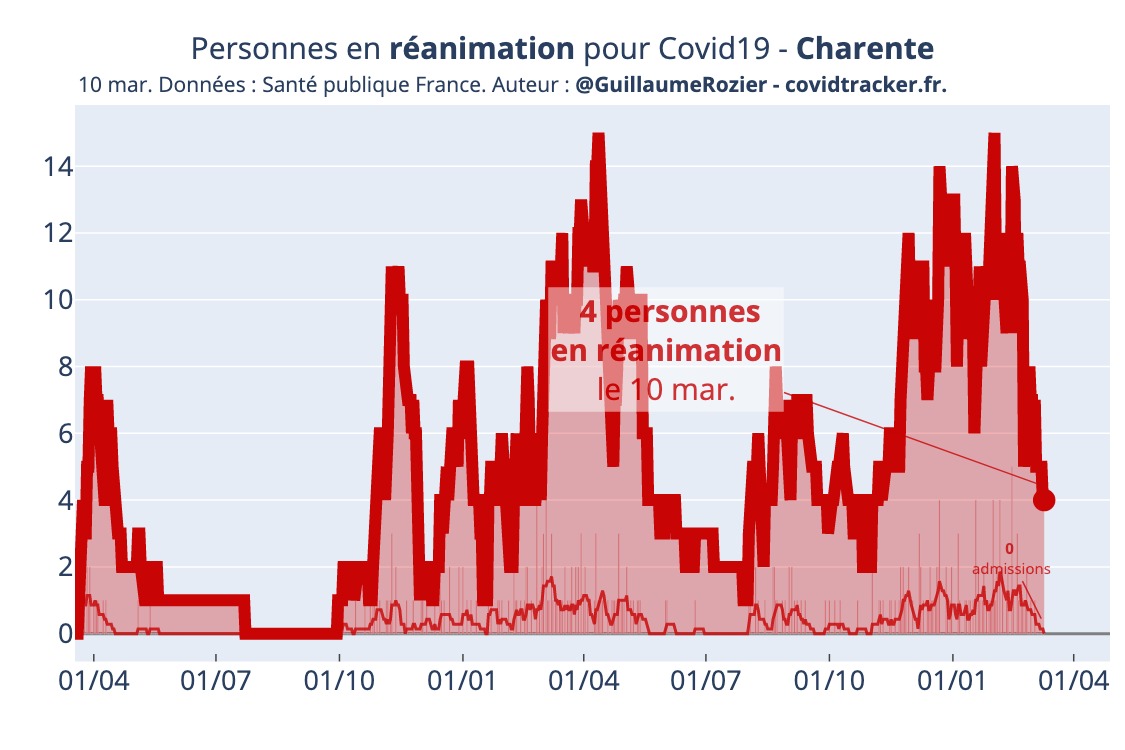 Personnes en réanimation pour Covid19 - Charente
10 mar. Données : Santé publique France. Auteur : @GuillaumeRozier - covidtracker.fr.
14
12
10
8
6
4
2
0
4 personnes
en réanimation
le 10 mar.
0
admissions
01/04 01/07 01/10 01/01 01/04 01/07 01/10 01/01 01/04